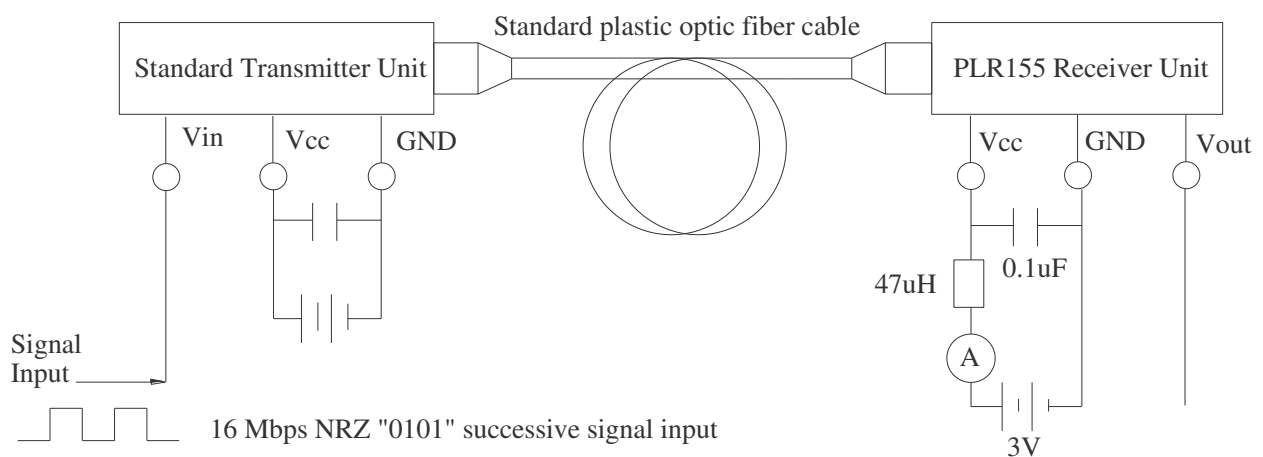 Standard plastic optic fiber cable
Standard Transmitter Unit
PLR155 Receiver Unit
Vin
Vcc
GND
Vcc
GND
Vout
47uH
0.1uF
A
3V
Signal
Input
16 Mbps NRZ "0101" successive signal input